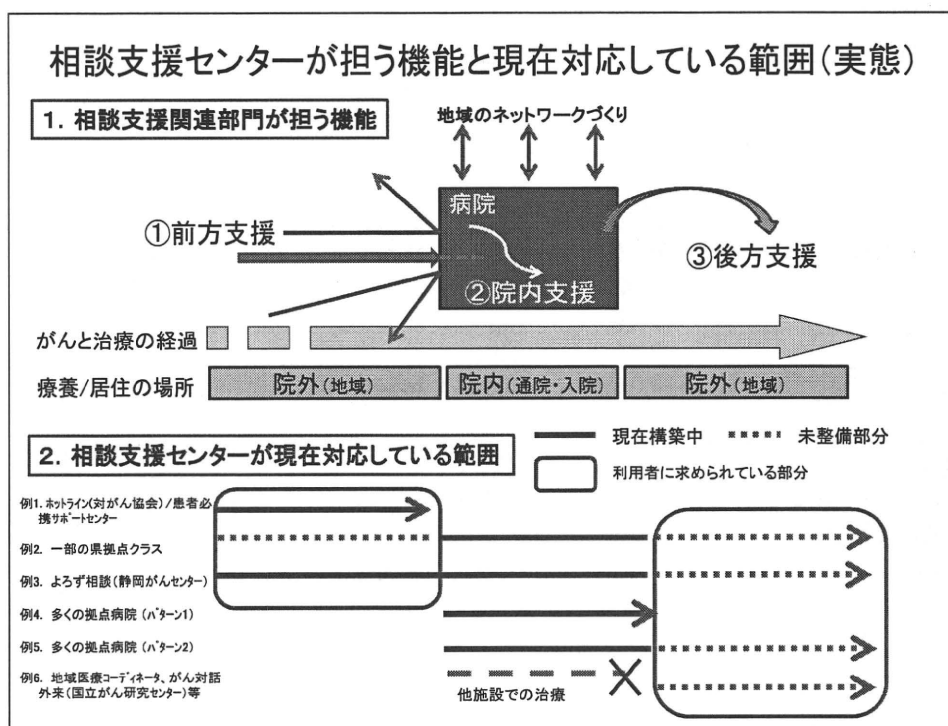 相談支援センターが担う機能と現在対応している範囲(実態)
1. 相談支援関連部門が担う機能
地域のネットワークづくり
病院
①前方支援
②院内支援
③後方支援
がんと治療の経過
療養/居住の場所
院外(地域)
院内(通院・入院)
院外(地域)
現在構築中
未整備部分
2. 相談支援センターが現在対応している範囲
利用者に求められている部分
例1. ホットライン(対がん協会)/患者必
携サポートセンター
例2. 一部の県拠点クラス
例3. よろず相談(静岡がんセンター)
例4. 多くの拠点病院 (パターン1)
例5. 多くの拠点病院 (パターン2)
例6. 地域医療コーディネータ、がん対話
外来(国立がん研究センター)等
他施設での治療